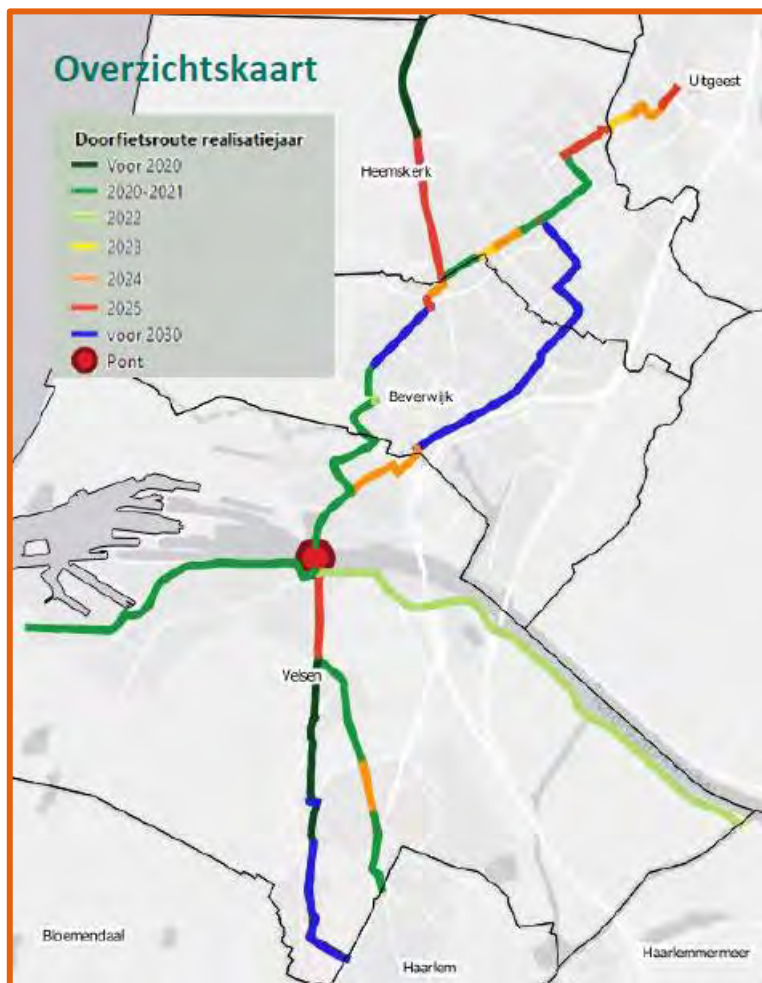 Overzichtskaart
Doorfietsroute realisatiejaar
Voor 2020
2020-2021
2022
2023
2024
2025
voor 2030
Pont
Uitgeest
Heemskerk
Beverwijk
Velsen
Bloemendaal
Haarlem
Haarlemmermeer